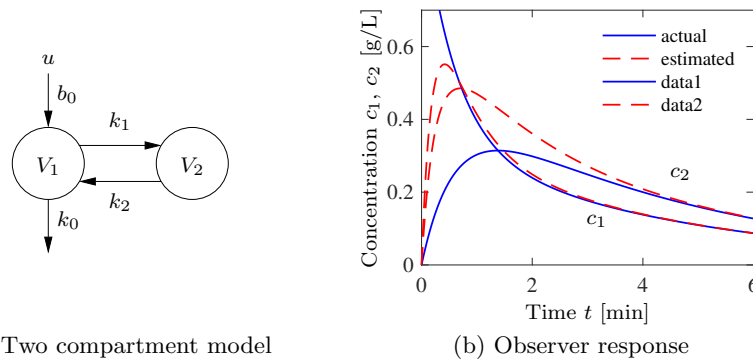 u
b₀
k₁
V₁
V₂
k₂
k₀
Two compartment model
Concentration c₁, c₂ [g/L]
0.6
0.4
0.2
0
actual
estimated
data1
data2
c₂
c₁
0
2
4
6
Time t [min]
(b) Observer response